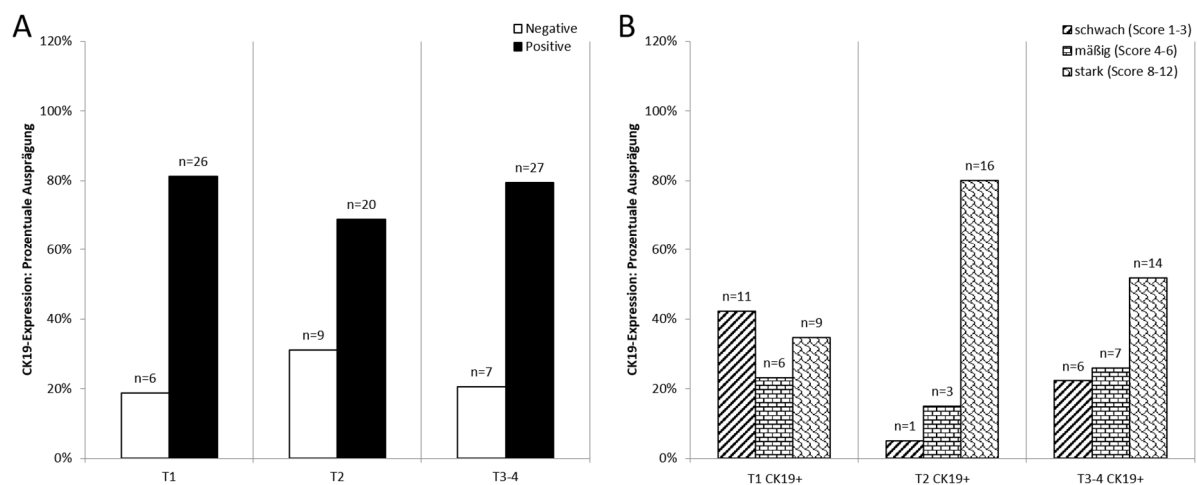 A
Negative
Positive
CK19-Expression: Prozentuale Ausprägung
120%
100%
80%
60%
40%
20%
0%
n=6
n=26
n=9
n=20
n=7
n=27
T1
T2
T3-4
B
schwach (Score 1-3)
mäßig (Score 4-6)
stark (Score 8-12)
CK19-Expression: Prozentuale Ausprägung
120%
100%
80%
60%
40%
20%
0%
n=11
n=6
n=9
n=1
n=3
n=16
n=6
n=7
n=14
T1 CK19+
T2 CK19+
T3-4 CK19+